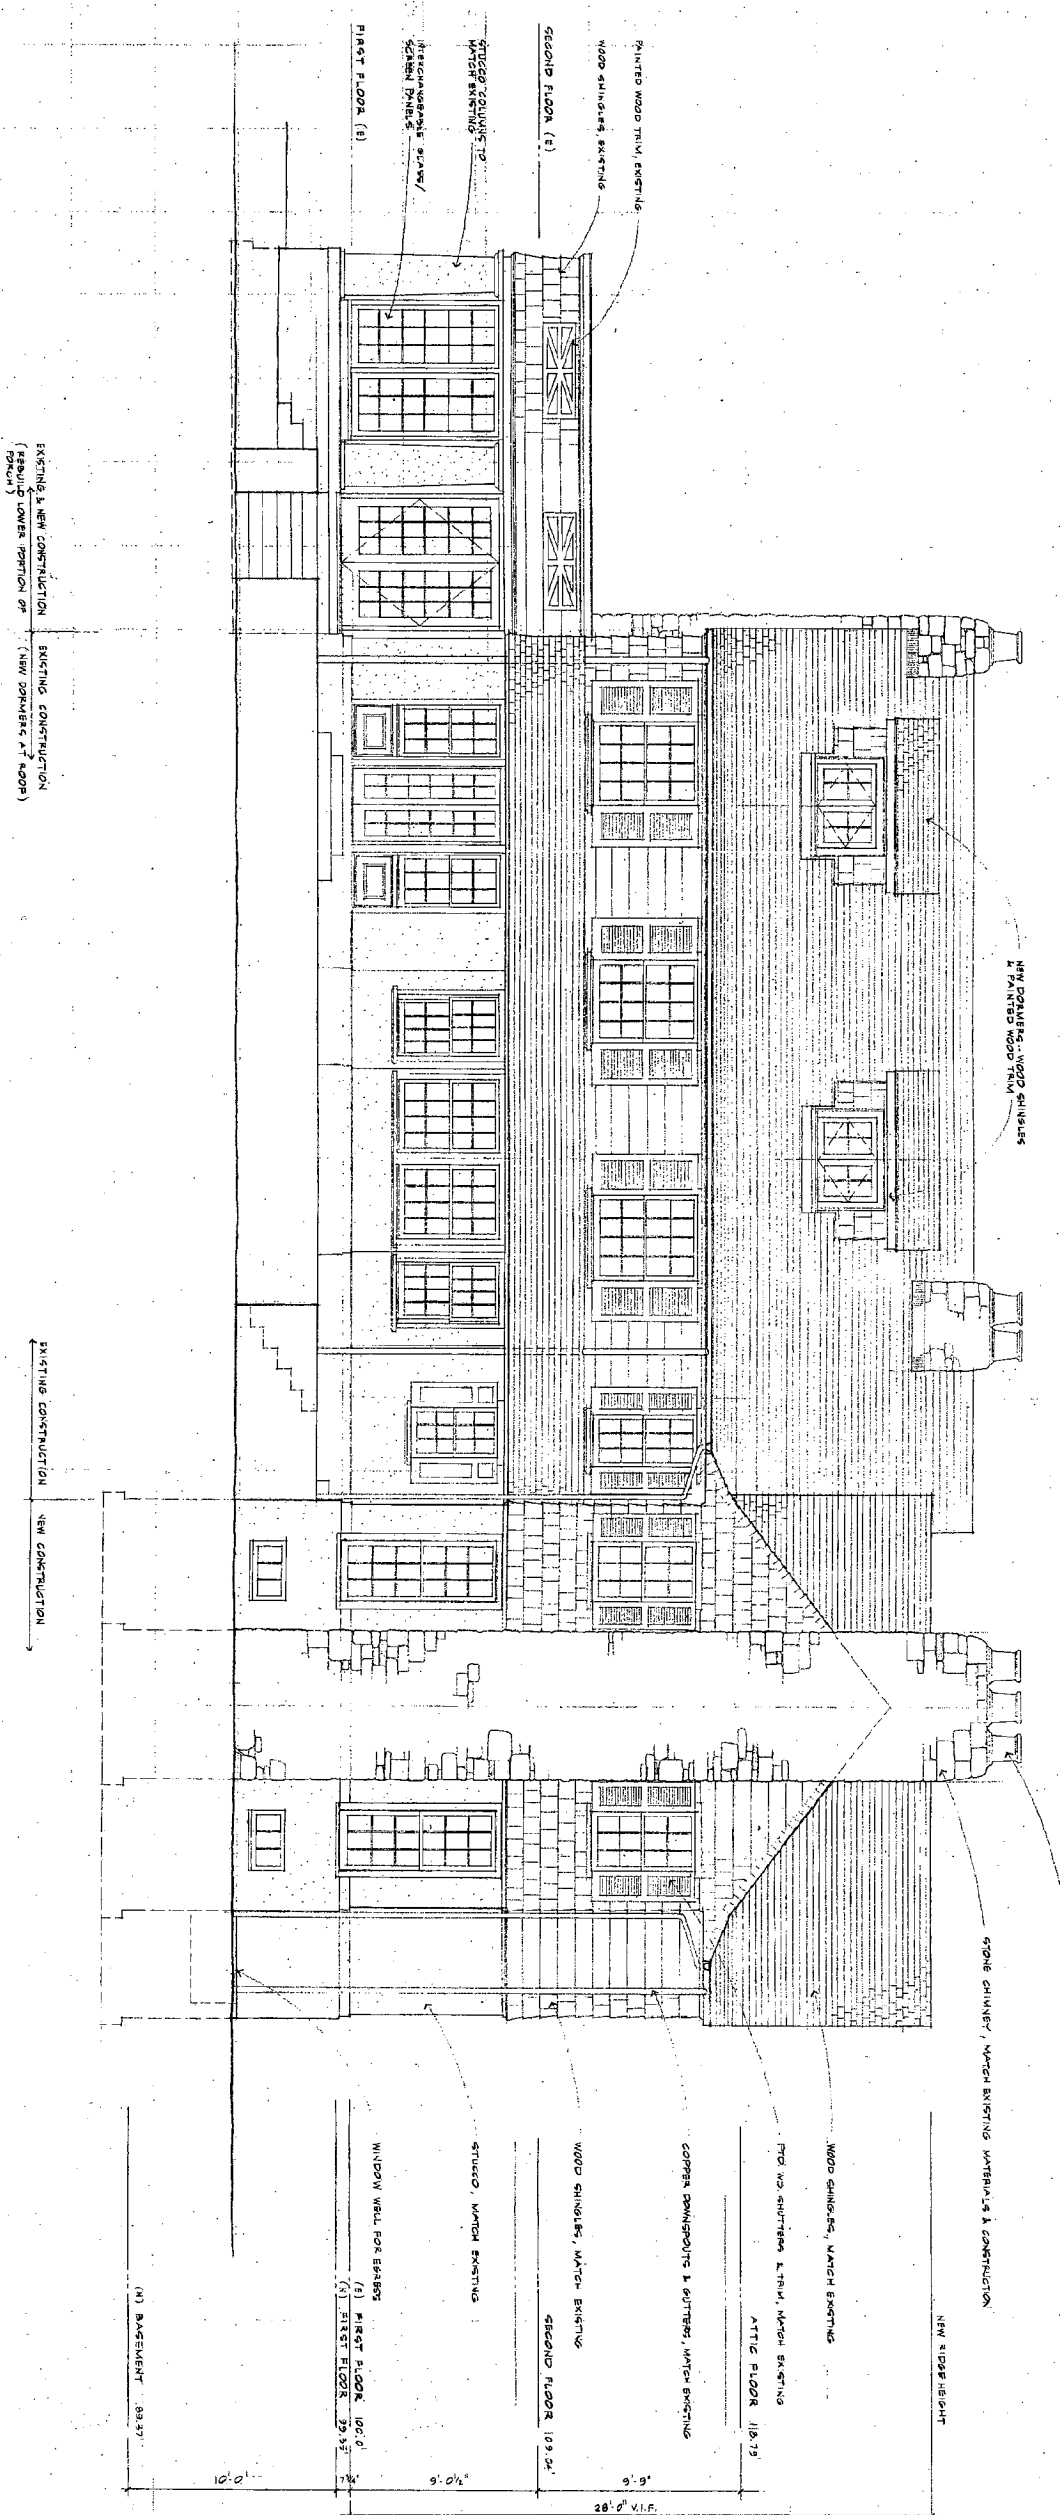 PAINTED WOOD TRIM, EXISTING
WOOD SHINGLES, EXISTING
SECOND FLOOR (E)
STUCCO COLUMNS TO
MATCH EXISTING
INTERCHANGEABLE GLASS/
SCREEN PANELS
FIRST FLOOR (E)
NEW DORMERS - WOOD SHINGLES
& PAINTED WOOD TRIM
EXISTING & NEW CONSTRUCTION
(REBUILD LOWER PORTION OF
PORCH)
EXISTING CONSTRUCTION
(NEW DORMERS AT ROOF)
EXISTING CONSTRUCTION
NEW CONSTRUCTION
STONE CHIMNEY, MATCH EXISTING MATERIALS & CONSTRUCTION
NEW RIDGE HEIGHT
WOOD SHINGLES, MATCH EXISTING
PTD. WD. SHUTTERS & TRIM, MATCH EXISTING
ATTIC FLOOR 118.79'
COPPER DOWNSPOUTS & GUTTERS, MATCH EXISTING
WOOD SHINGLES, MATCH EXISTING
SECOND FLOOR 109.04'
STUCCO, MATCH EXISTING
WINDOW WELL FOR EGRESS
(E) FIRST FLOOR 100.0'
(N) FIRST FLOOR
(N) BASEMENT 89.37'
10'-0"
9'-0½"
9'-9"
28'-0" V.I.F.